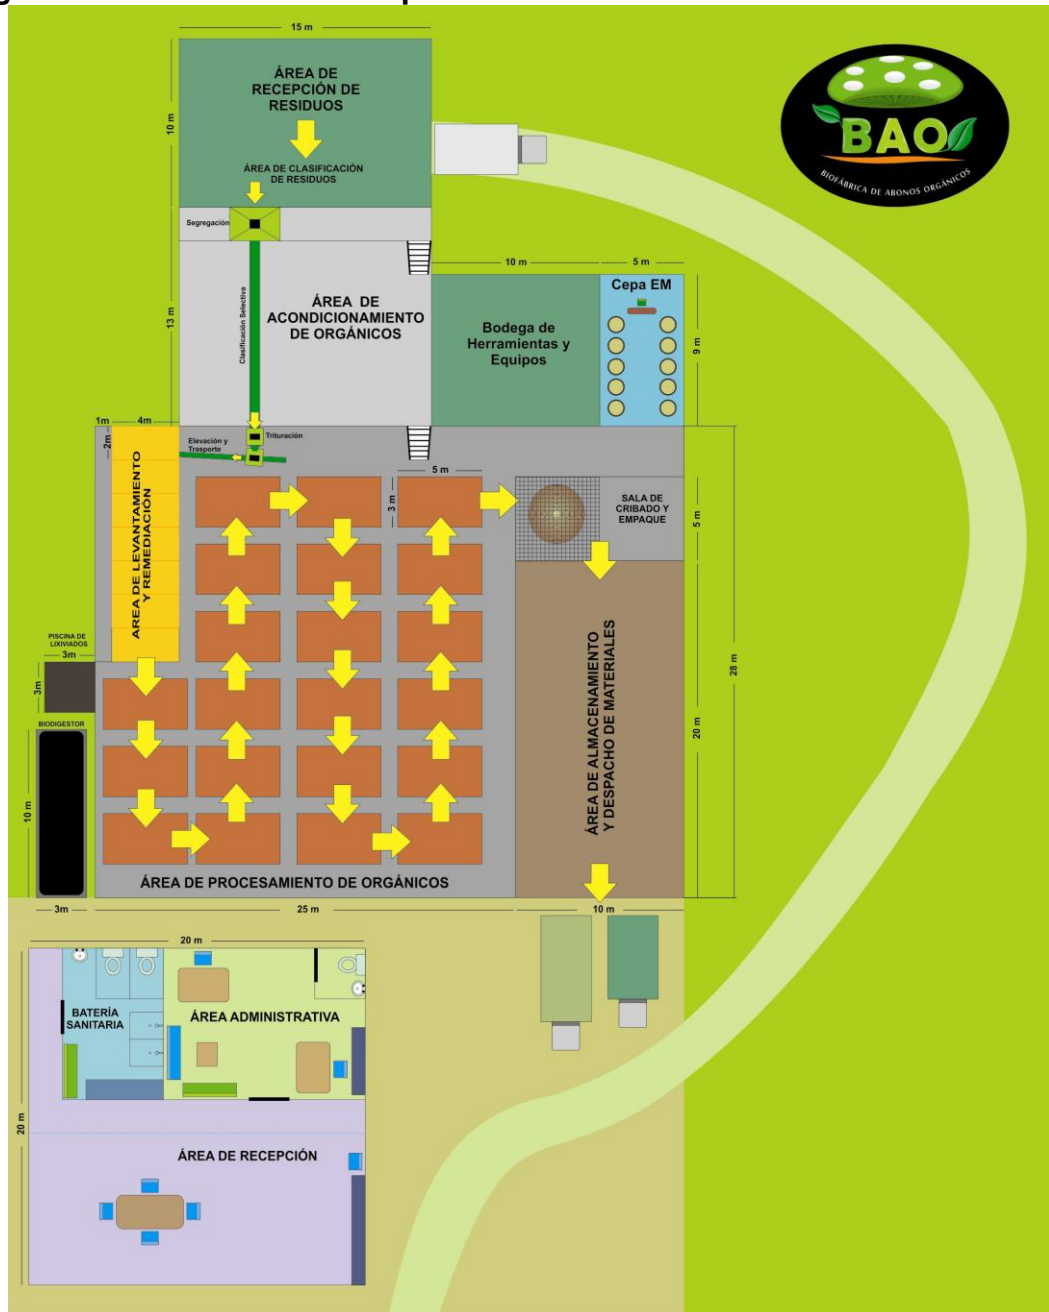 15 m
ÁREA DE
RECEPCIÓN DE
RESIDUOS
10 m
ÁREA DE CLASIFICACIÓN
DE RESIDUOS
BAO
BIOFÁBRICA DE ABONOS ORGÁNICOS
Segregación
13 m
Clasificación Selectiva
ÁREA DE
ACONDICIONAMIENTO
DE ORGÁNICOS
10 m
5 m
Cepa EM
Bodega de
Herramientas y
Equipos
9 m
1m
4m
2m
Elevación y
Trasporte
Trituración
AREA DE LEVANTAMIENTO
Y REMEDIACIÓN
5 m
3 m
SALA DE
CRIBADO Y
EMPAQUE
5 m
PISCINA DE
LIXIVIADOS
3m
3m
BIODIGESTOR
10 m
ÁREA DE ALMACENAMIENTO
Y DESPACHO DE MATERIALES
20 m
28 m
ÁREA DE PROCESAMIENTO DE ORGÁNICOS
3m
25 m
10 m
20 m
20 m
BATERÍA
SANITARIA
ÁREA ADMINISTRATIVA
ÁREA DE RECEPCIÓN